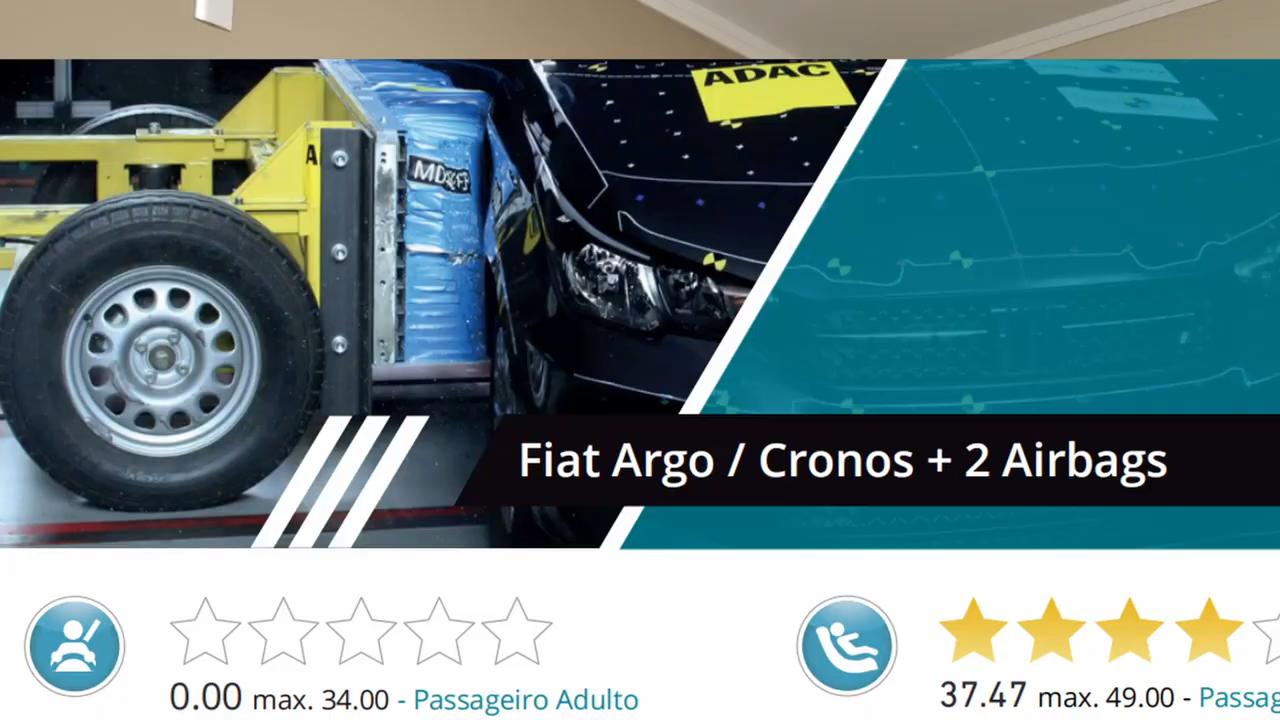 ADAC
Fiat Argo / Cronos + 2 Airbags
0.00 max. 34.00 - Passageiro Adulto
37.47 max. 49.00 -